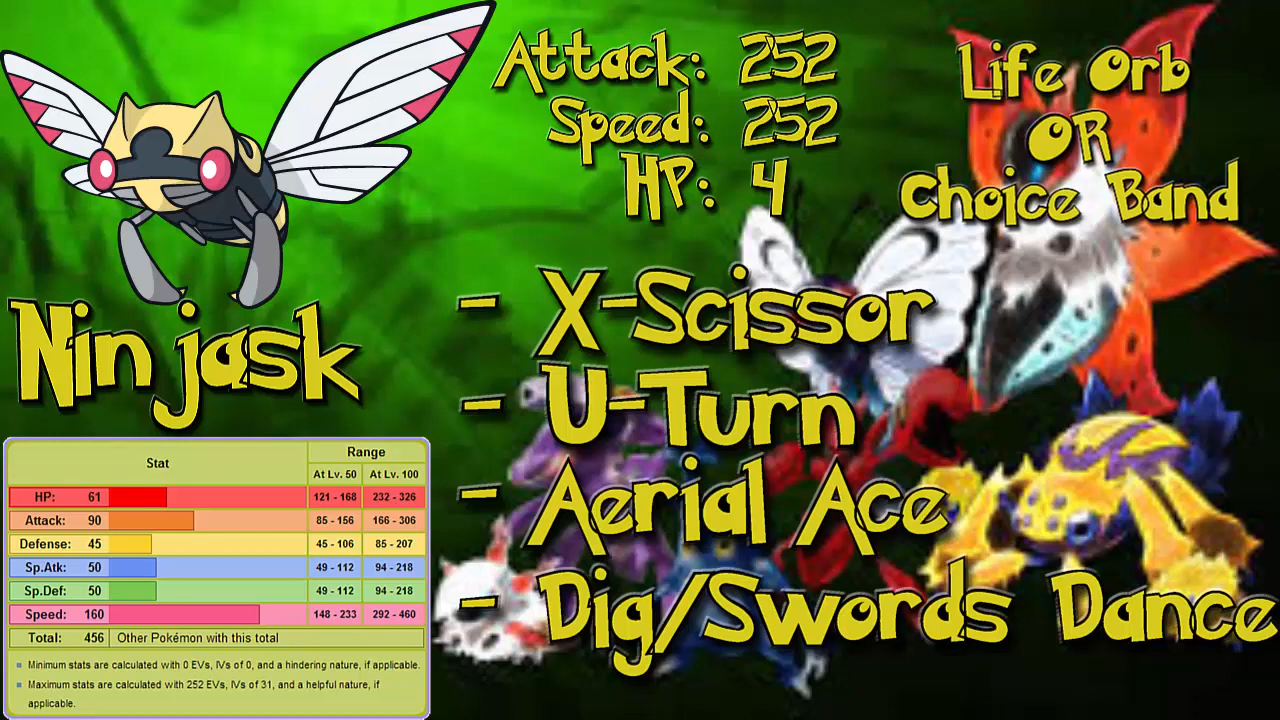 Attack: 252
Speed: 252
HP: 4
Life Orb
OR
Choice Band
Ninjask
- X-Scissor
- U-Turn
- Aerial Ace
- Dig/Swords Dance
Stat Range
At Lv. 50 At Lv. 100
HP: 61 121 - 168 232 - 326
Attack: 90 85 - 156 166 - 306
Defense: 45 45 - 106 85 - 207
Sp.Atk: 50 49 - 112 94 - 218
Sp.Def: 50 49 - 112 94 - 218
Speed: 160 148 - 233 292 - 460
Total: 456 Other Pokémon with this total
Minimum stats are calculated with 0 EVs, IVs of 0, and a hindering nature, if applicable.
Maximum stats are calculated with 252 EVs, IVs of 31, and a helpful nature, if
applicable.